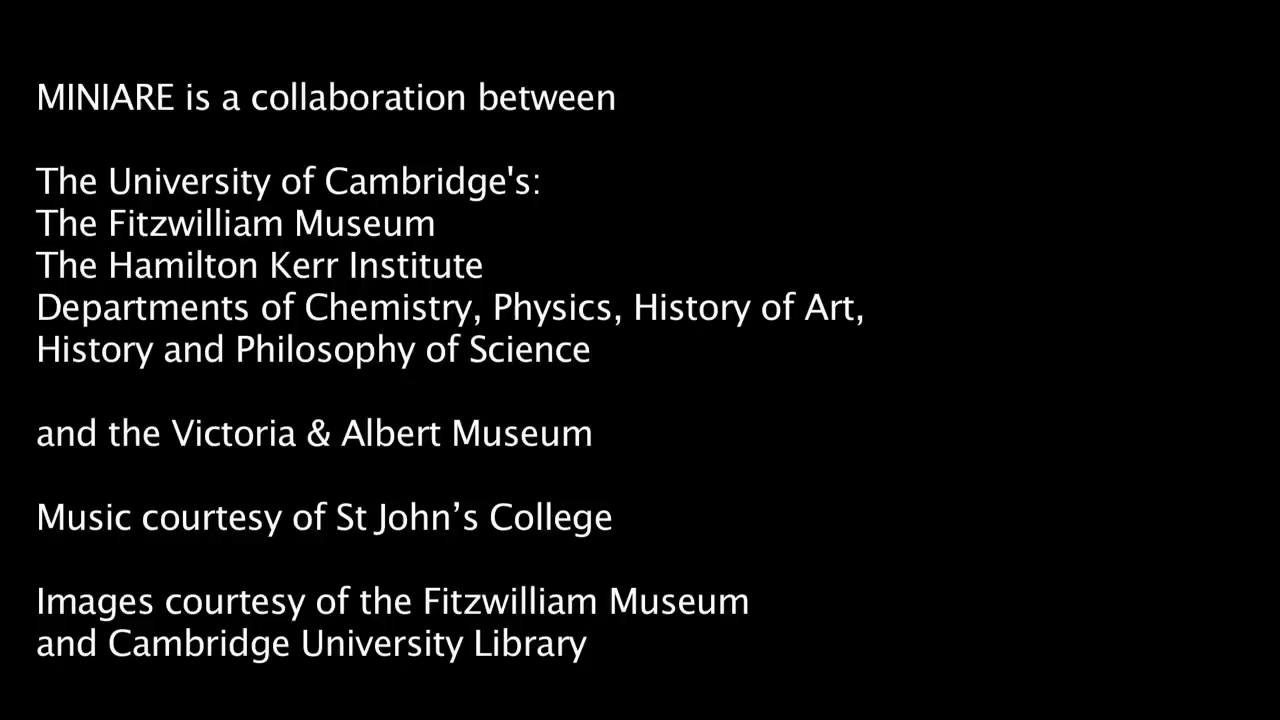 MINIARE is a collaboration between
The University of Cambridge's:
The Fitzwilliam Museum
The Hamilton Kerr Institute
Departments of Chemistry, Physics, History of Art,
History and Philosophy of Science
and the Victoria & Albert Museum
Music courtesy of St John’s College
Images courtesy of the Fitzwilliam Museum
and Cambridge University Library